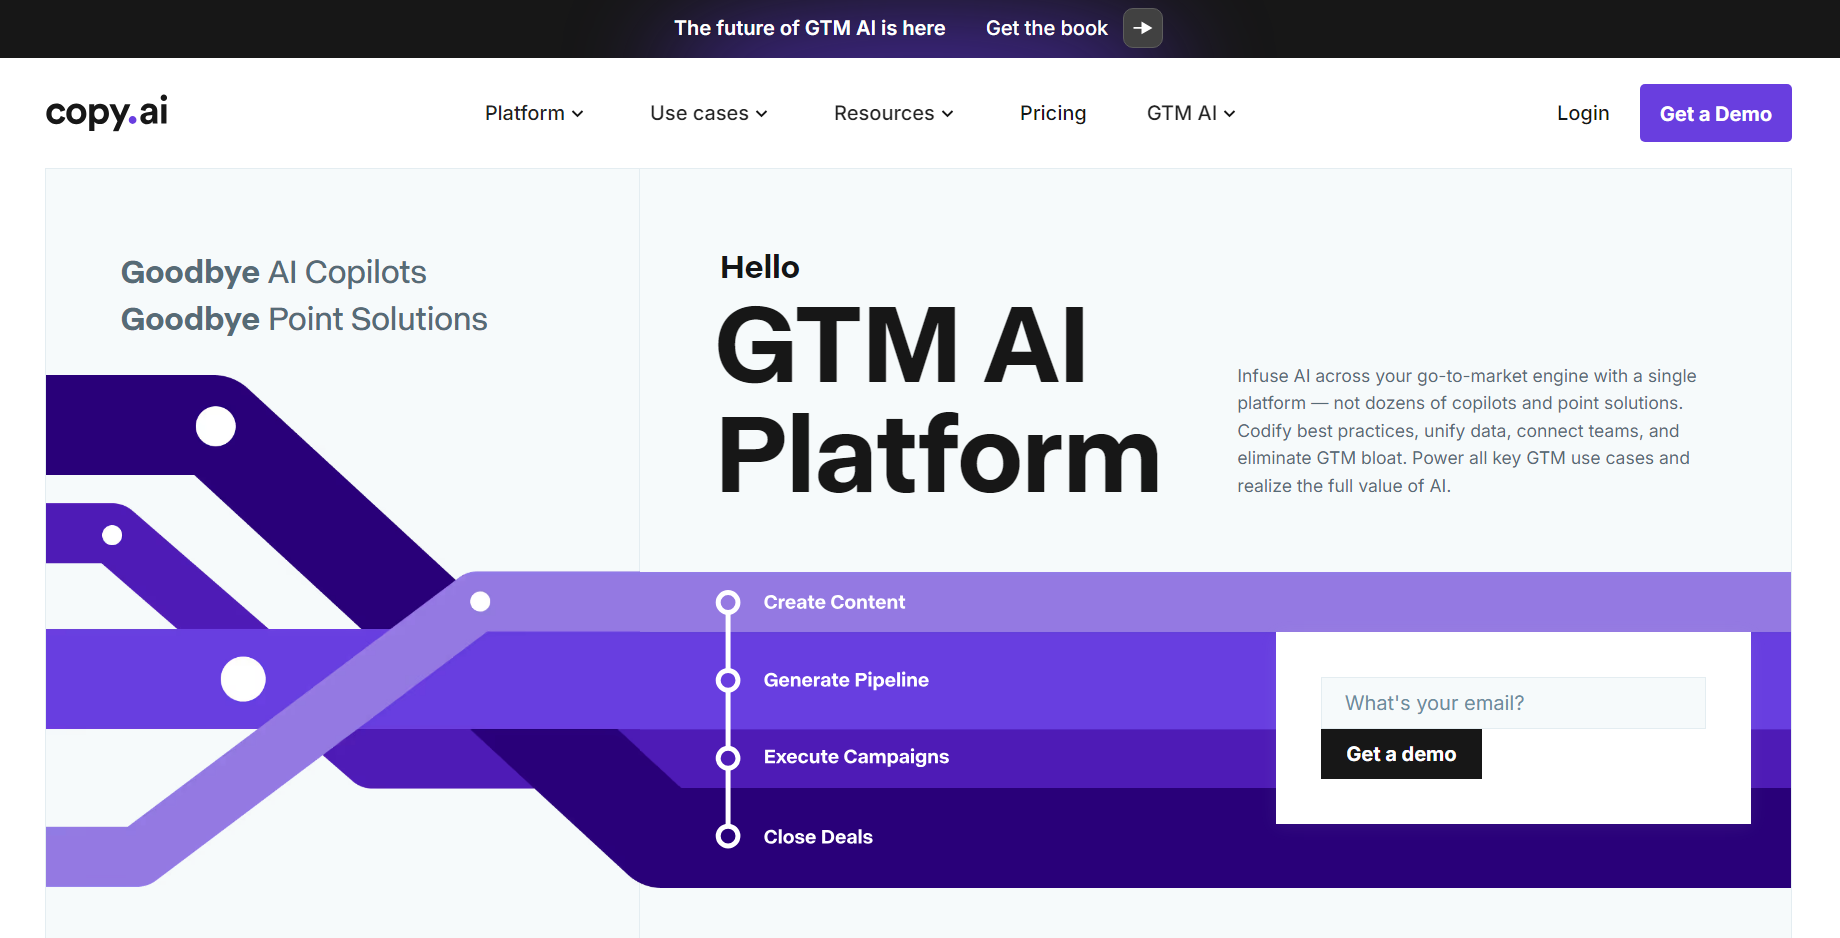 The future of GTM AI is here Get the book
copy.ai
Platform Use cases Resources Pricing GTM AI
Login Get a Demo
Goodbye AI Copilots
Goodbye Point Solutions
Hello
GTM AI
Platform
Infuse AI across your go-to-market engine with a single
platform — not dozens of copilots and point solutions.
Codify best practices, unify data, connect teams, and
eliminate GTM bloat. Power all key GTM use cases and
realize the full value of AI.
Create Content
Generate Pipeline
Execute Campaigns
Close Deals
What's your email?
Get a demo